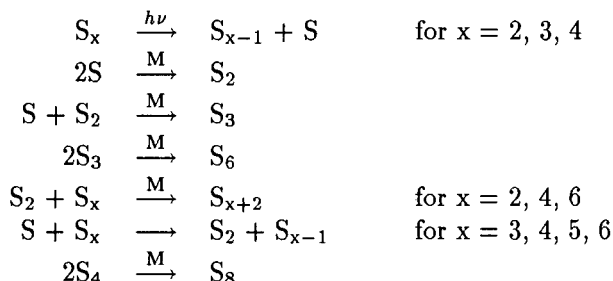 Sₓ →(hν) Sₓ₋₁ + S for x = 2, 3, 4
2S →(M) S₂
S + S₂ →(M) S₃
2S₃ →(M) S₆
S₂ + Sₓ →(M) Sₓ₊₂ for x = 2, 4, 6
S + Sₓ → S₂ + Sₓ₋₁ for x = 3, 4, 5, 6
2S₄ →(M) S₈